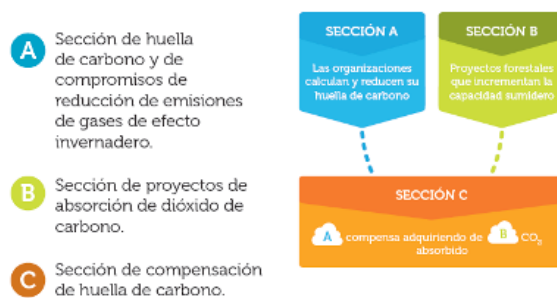 A
Sección de huella
de carbono y de
compromisos de
reducción de emisiones
de gases de efecto
invernadero.
B
Sección de proyectos de
absorción de dióxido de
carbono.
C
Sección de compensación
de huella de carbono.
SECCIÓN A
Las organizaciones
calculan y reducen su
huella de carbono
SECCIÓN B
Proyectos forestales
que incrementan la
capacidad sumidero
SECCIÓN C
A compensa adquiriendo de B CO₂
absorbido